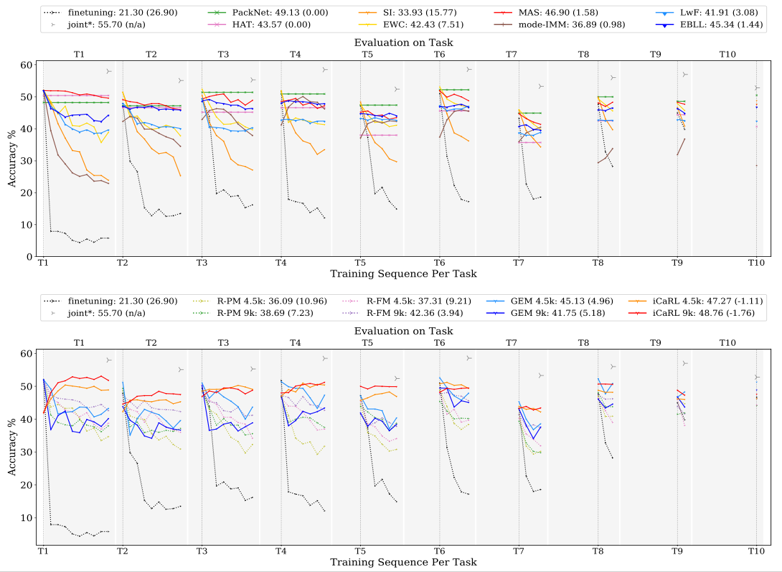 finetuning: 21.30 (26.90) PackNet: 49.13 (0.00) SI: 33.93 (15.77) MAS: 46.90 (1.58) LwF: 41.91 (3.08)
joint*: 55.70 (n/a) HAT: 43.57 (0.00) EWC: 42.43 (7.51) mode-IMM: 36.89 (0.98) EBLL: 45.34 (1.44)
Evaluation on Task
T1 T2 T3 T4 T5 T6 T7 T8 T9 T10
60
50
40
30
20
10
0
Accuracy %
T1 T2 T3 T4 T5 T6 T7 T8 T9 T10
Training Sequence Per Task
finetuning: 21.30 (26.90) R-PM 4.5k: 36.09 (10.96) R-FM 4.5k: 37.31 (9.21) GEM 4.5k: 45.13 (4.96) iCaRL 4.5k: 47.27 (-1.11)
joint*: 55.70 (n/a) R-PM 9k: 38.69 (7.23) R-FM 9k: 42.36 (3.94) GEM 9k: 41.75 (5.18) iCaRL 9k: 48.76 (-1.76)
Evaluation on Task
T1 T2 T3 T4 T5 T6 T7 T8 T9 T10
60
50
40
30
20
10
Accuracy %
T1 T2 T3 T4 T5 T6 T7 T8 T9 T10
Training Sequence Per Task